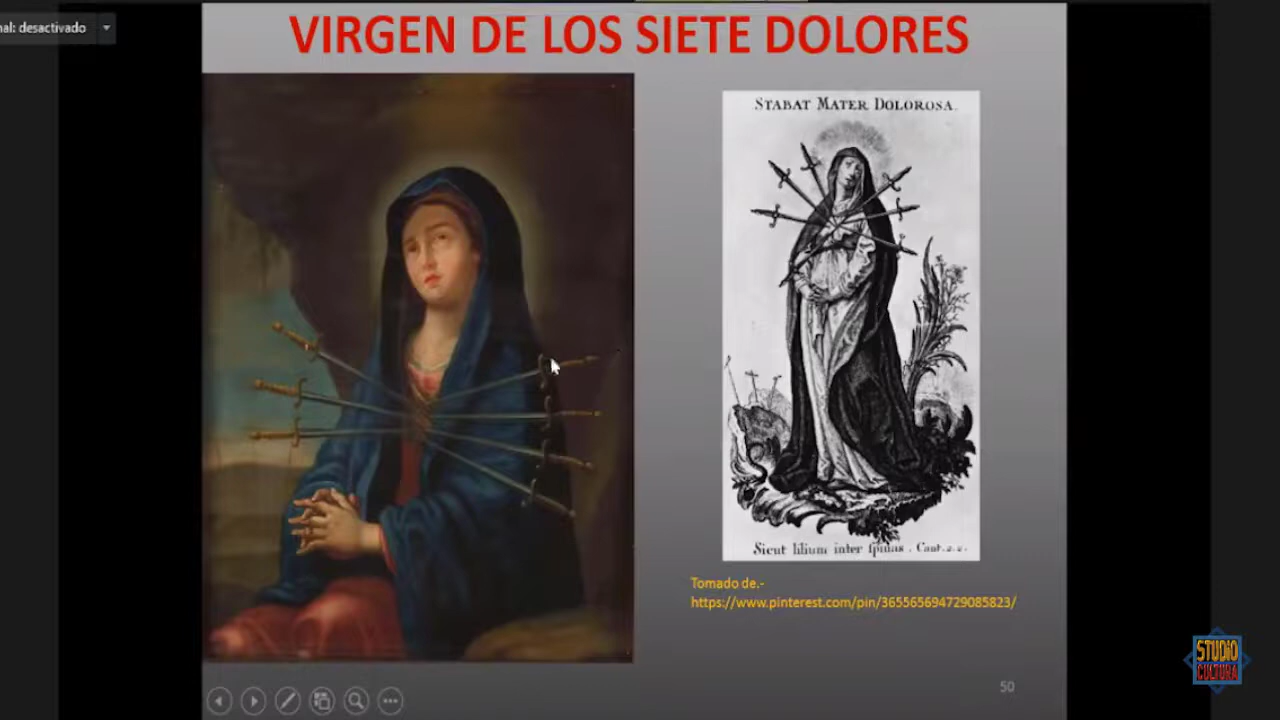 nal: desactivado
VIRGEN DE LOS SIETE DOLORES
STABAT MATER DOLOROSA.
Sicut lilium inter spinas. Cant. 2. 2.
Tomado de.-
https://www.pinterest.com/pin/365565694729085823/
50
STUDIO
CULTURA